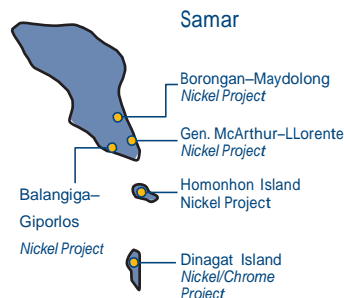 Samar
Borongan–Maydolong
Nickel Project
Gen. McArthur–LLorente
Nickel Project
Homonhon Island
Nickel Project
Balangiga–
Giporlos
Nickel Project
Dinagat Island
Nickel/Chrome
Project